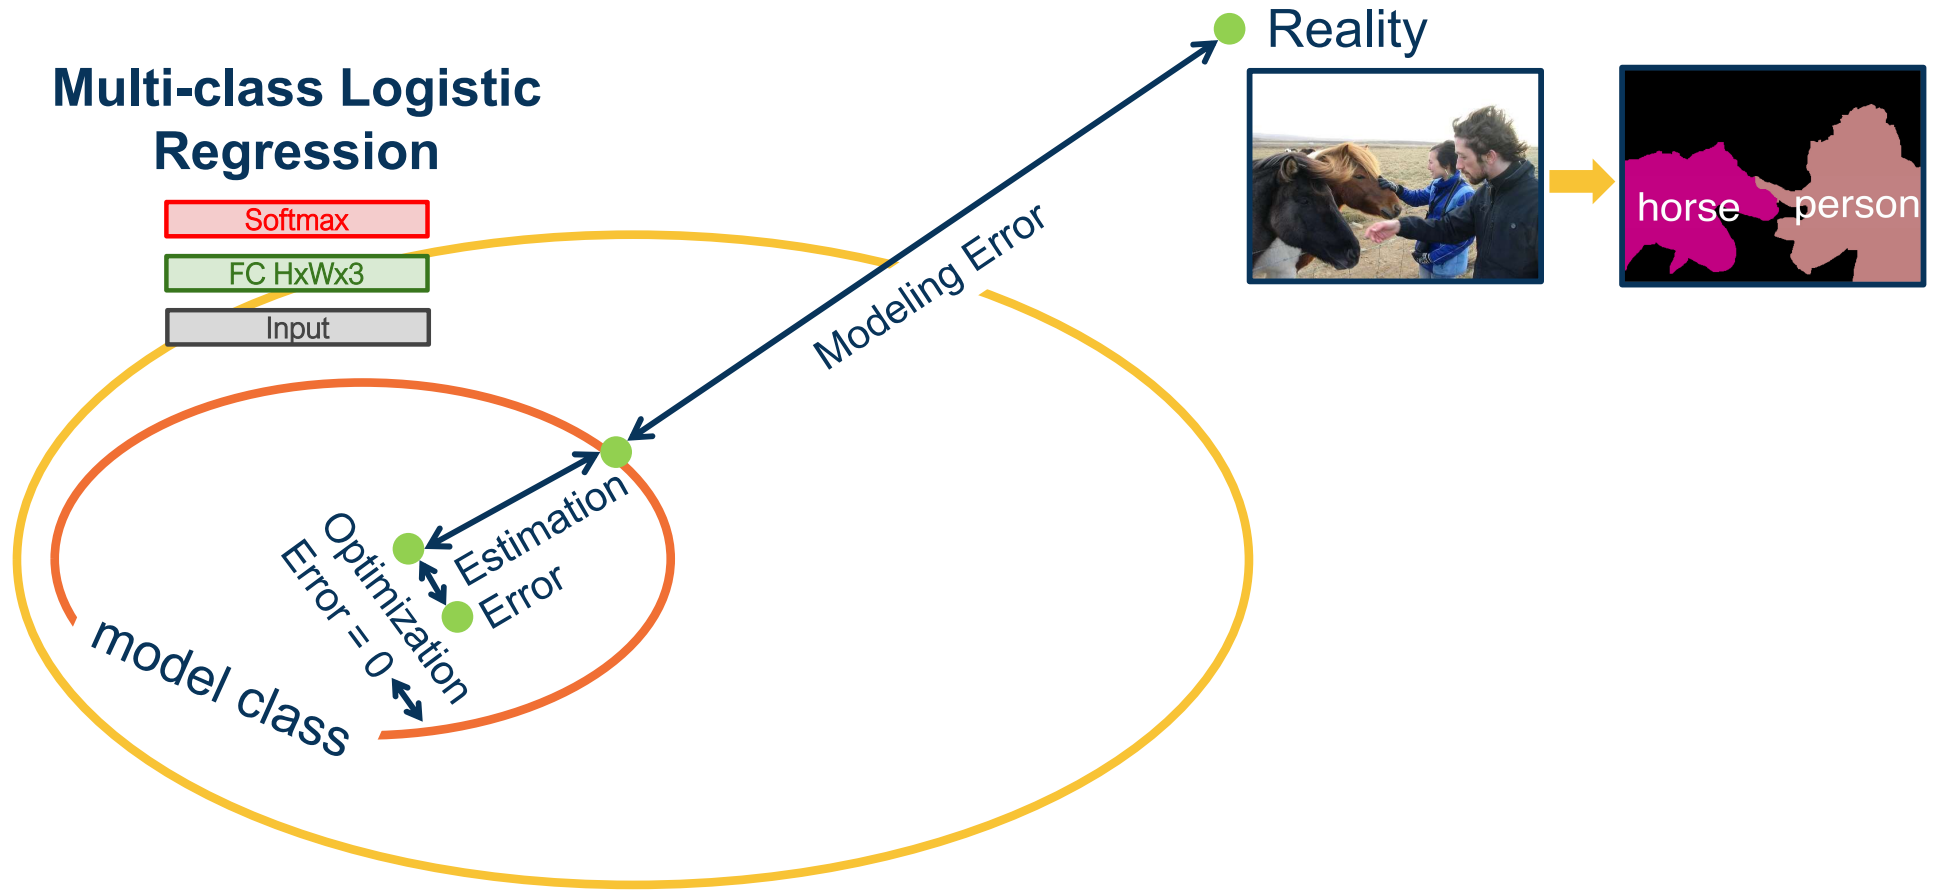 Reality
Multi-class Logistic
Regression
Softmax
FC HxWx3
Input
horse
person
Modeling Error
Estimation
Error
Optimization
Error = 0
model class